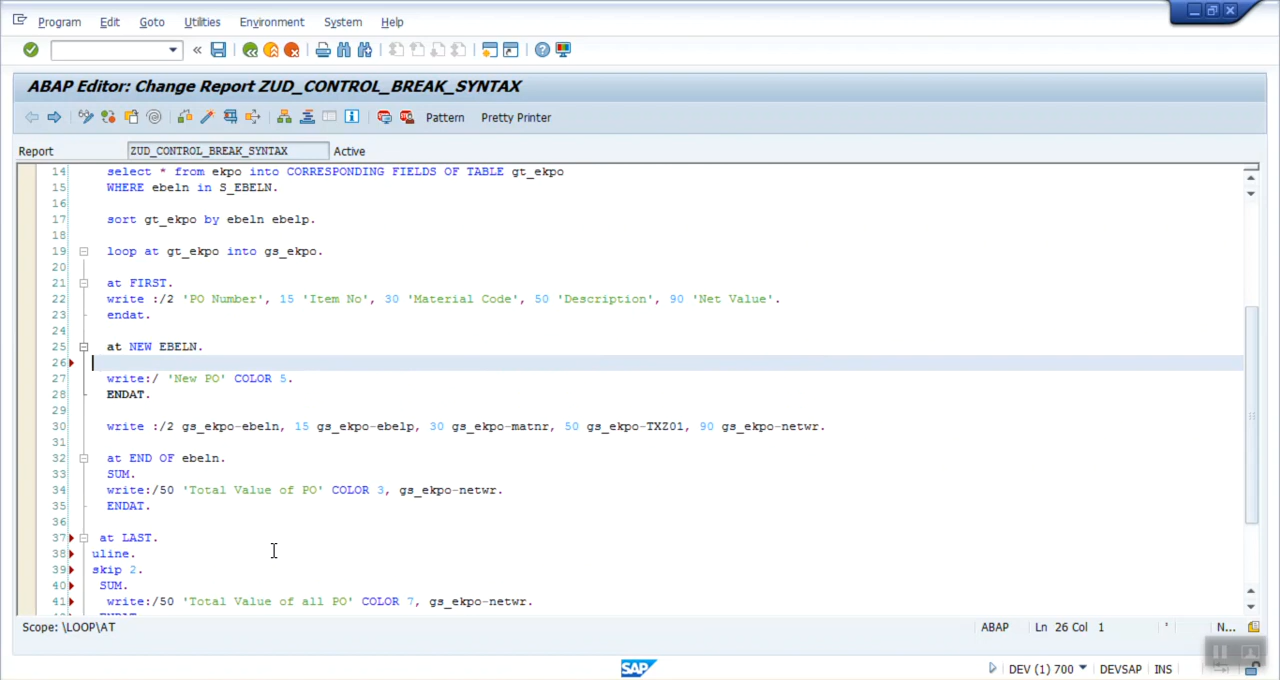 Program Edit Goto Utilities Environment System Help
ABAP Editor: Change Report ZUD_CONTROL_BREAK_SYNTAX
Pattern Pretty Printer
Report ZUD_CONTROL_BREAK_SYNTAX Active
14 select * from ekpo into CORRESPONDING FIELDS OF TABLE gt_ekpo
15 WHERE ebeln in S_EBELN.
16
17 sort gt_ekpo by ebeln ebelp.
18
19 loop at gt_ekpo into gs_ekpo.
20
21 at FIRST.
22 write :/2 'PO Number', 15 'Item No', 30 'Material Code', 50 'Description', 90 'Net Value'.
23 endat.
24
25 at NEW EBELN.
26
27 write:/ 'New PO' COLOR 5.
28 ENDAT.
29
30 write :/2 gs_ekpo-ebeln, 15 gs_ekpo-ebelp, 30 gs_ekpo-matnr, 50 gs_ekpo-TXZ01, 90 gs_ekpo-netwr.
31
32 at END OF ebeln.
33 SUM.
34 write:/50 'Total Value of PO' COLOR 3, gs_ekpo-netwr.
35 ENDAT.
36
37 at LAST.
38 uline.
39 skip 2.
40 SUM.
41 write:/50 'Total Value of all PO' COLOR 7, gs_ekpo-netwr.
Scope: \LOOP\AT ABAP Ln 26 Col 1 N...
SAP DEV (1) 700 DEVSAP INS